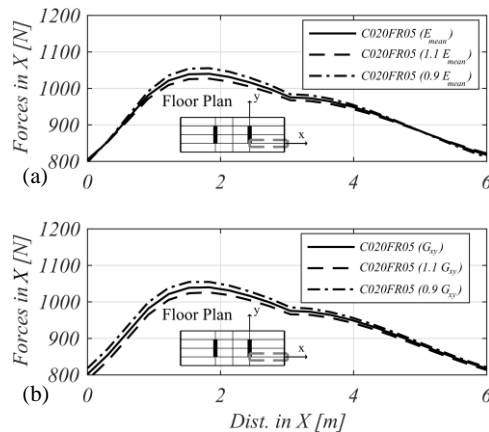 1200
C020FR05 (E_mean)
1100
C020FR05 (1.1 E_mean)
C020FR05 (0.9 E_mean)
1000
Forces in X [N]
Floor Plan
y
900
x
800
(a)
0 2 4 6
1200
C020FR05 (G_xy)
1100
C020FR05 (1.1 G_xy)
C020FR05 (0.9 G_xy)
1000
Forces in X [N]
Floor Plan
y
900
x
800
(b)
0 2 4 6
Dist. in X [m]